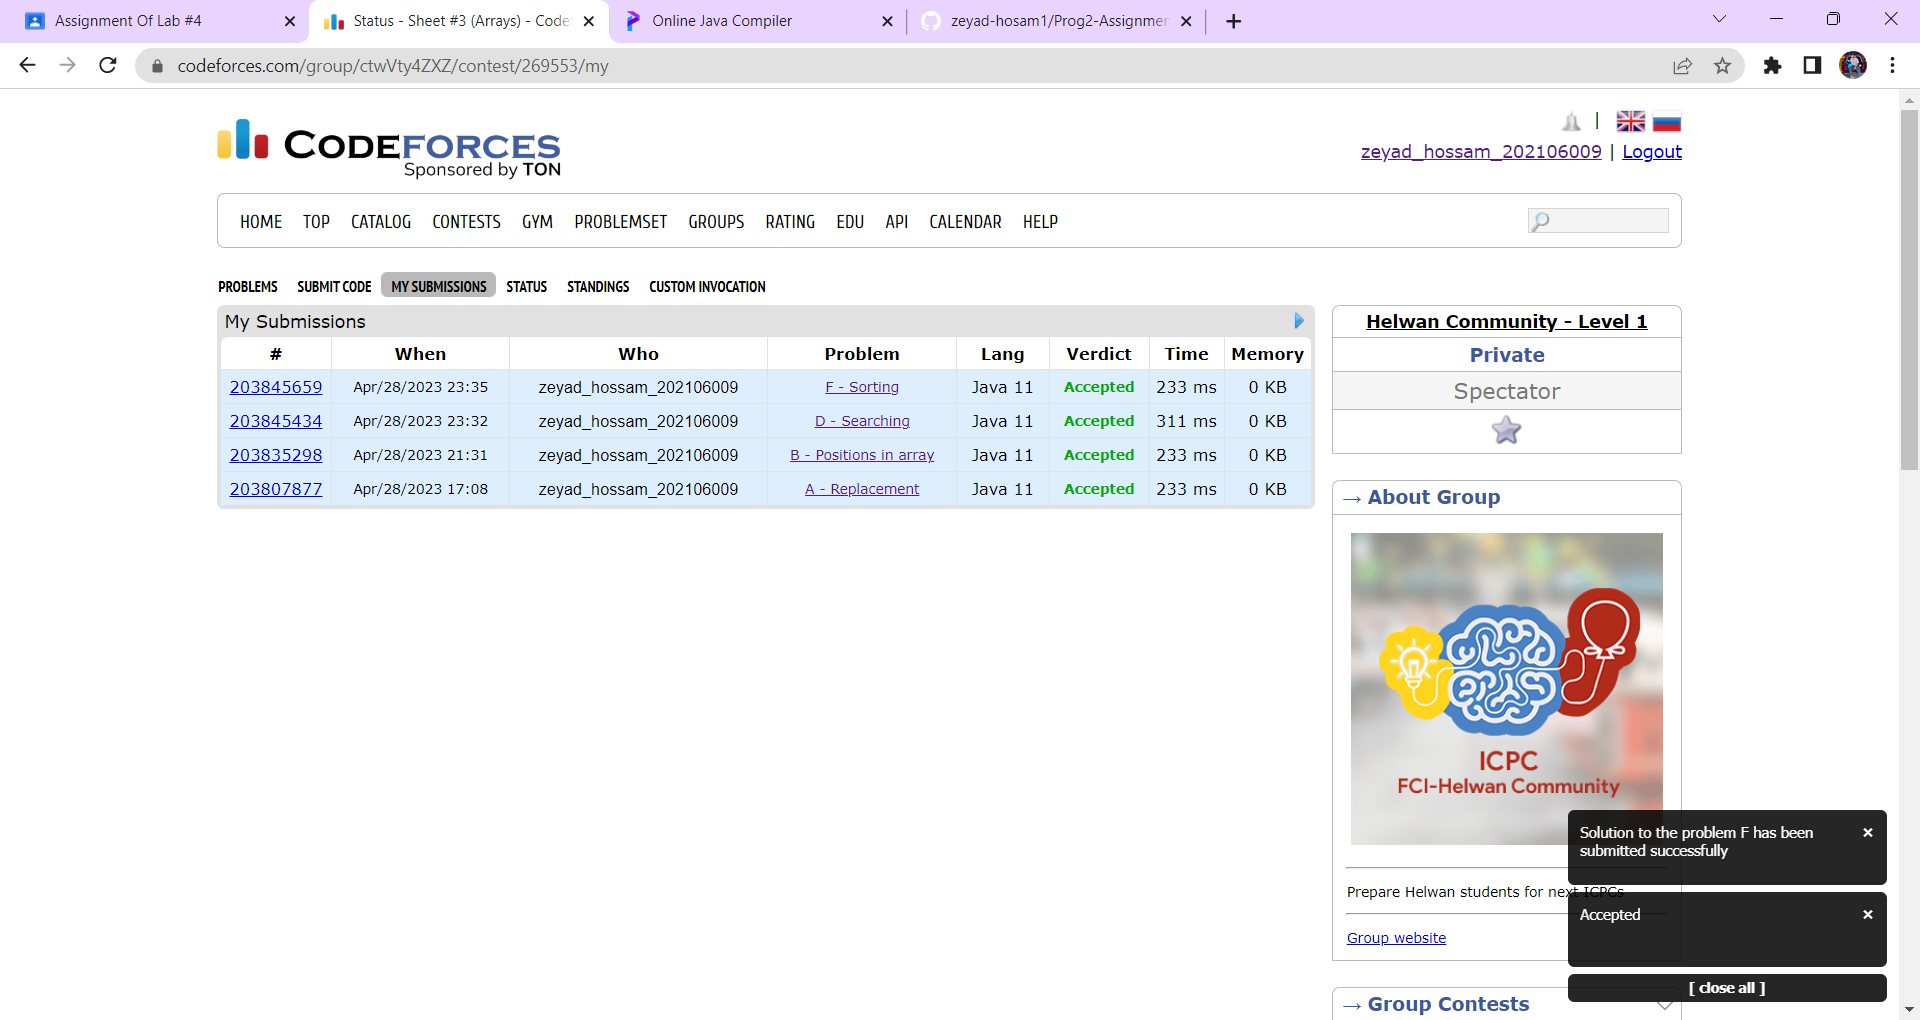 Assignment Of Lab #4
Status - Sheet #3 (Arrays) - Code
Online Java Compiler
zeyad-hosam1/Prog2-Assignmen
codeforces.com/group/ctwVty4ZXZ/contest/269553/my
CODEFORCES
Sponsored by TON
zeyad_hossam_202106009 | Logout
HOME TOP CATALOG CONTESTS GYM PROBLEMSET GROUPS RATING EDU API CALENDAR HELP
PROBLEMS SUBMIT CODE MY SUBMISSIONS STATUS STANDINGS CUSTOM INVOCATION
My Submissions
# When Who Problem Lang Verdict Time Memory
203845659 Apr/28/2023 23:35 zeyad_hossam_202106009 F - Sorting Java 11 Accepted 233 ms 0 KB
203845434 Apr/28/2023 23:32 zeyad_hossam_202106009 D - Searching Java 11 Accepted 311 ms 0 KB
203835298 Apr/28/2023 21:31 zeyad_hossam_202106009 B - Positions in array Java 11 Accepted 233 ms 0 KB
203807877 Apr/28/2023 17:08 zeyad_hossam_202106009 A - Replacement Java 11 Accepted 233 ms 0 KB
Helwan Community - Level 1
Private
Spectator
→ About Group
ICPC
FCI-Helwan Community
Prepare Helwan students for next ICPCs
Group website
→ Group Contests
Solution to the problem F has been
submitted successfully
Accepted
[ close all ]